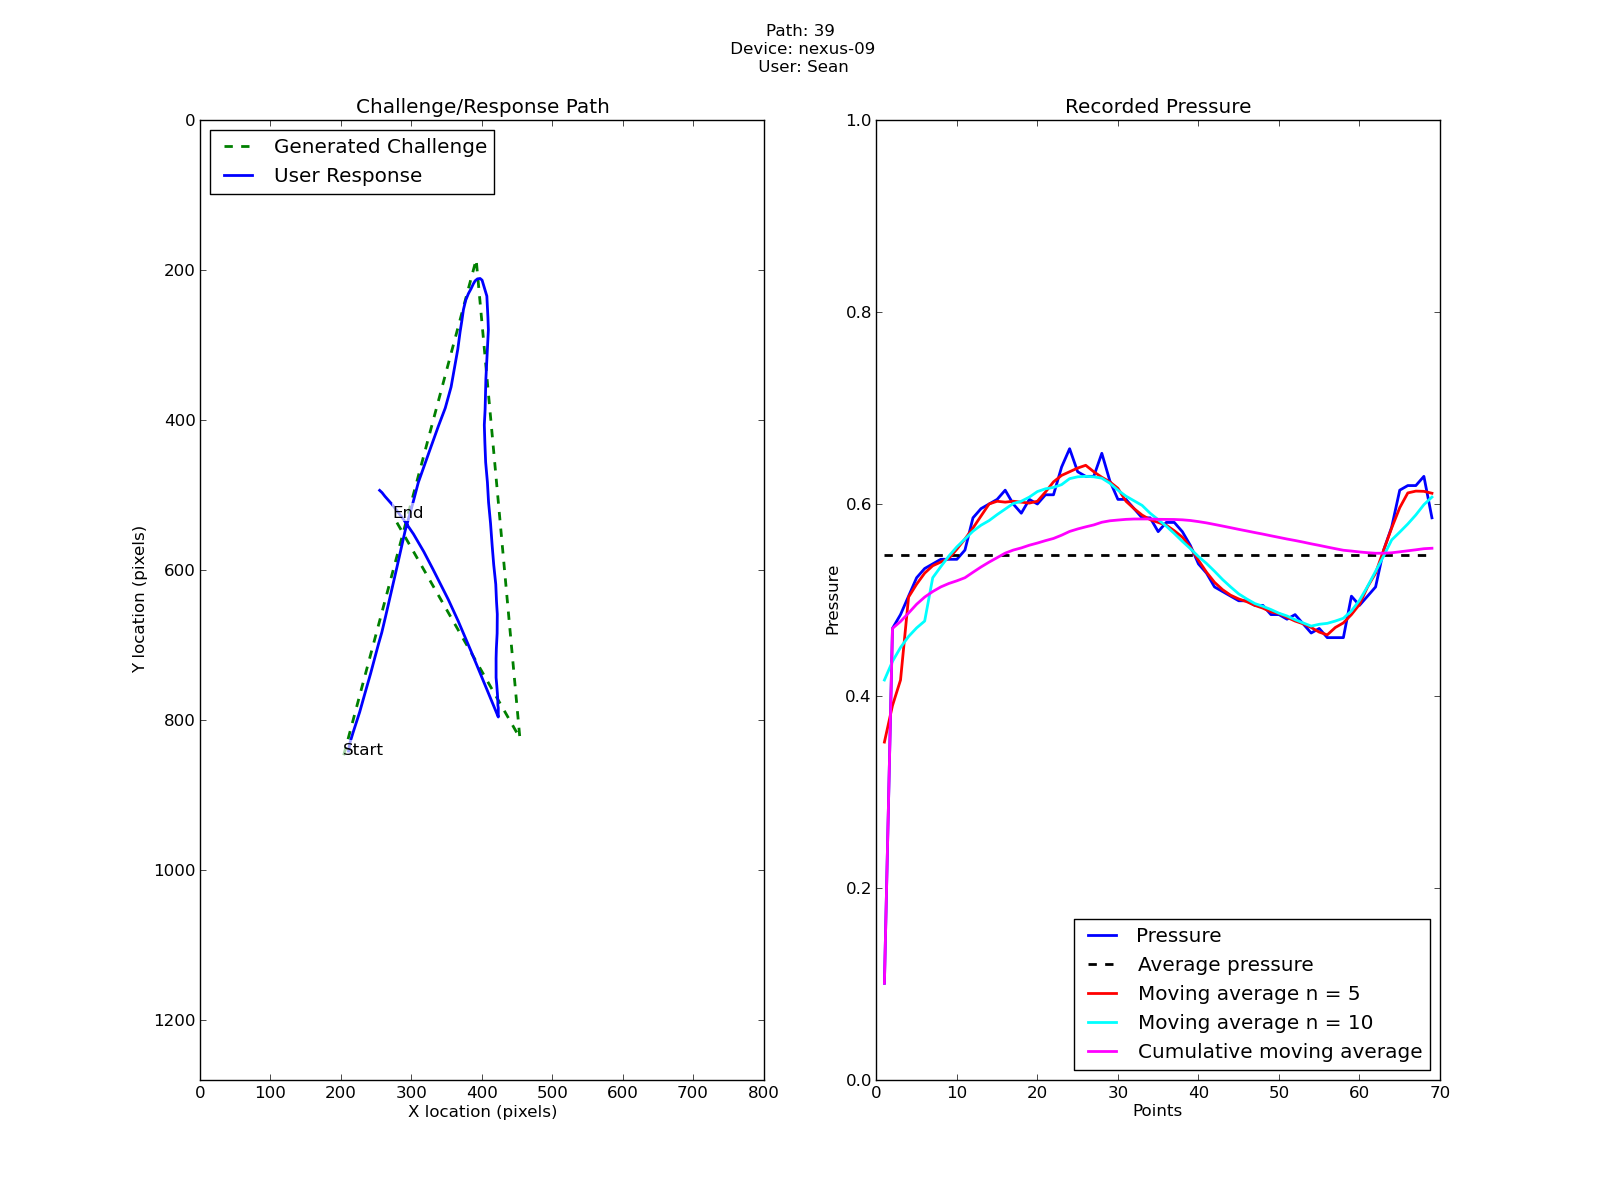 Path: 39
Device: nexus-09
User: Sean
Challenge/Response Path
Generated Challenge
User Response
0
200
400
600
800
1000
1200
Y location (pixels)
End
Start
0 100 200 300 400 500 600 700 800
X location (pixels)
Recorded Pressure
1.0
0.8
0.6
0.4
0.2
0.0
Pressure
Pressure
Average pressure
Moving average n = 5
Moving average n = 10
Cumulative moving average
0 10 20 30 40 50 60 70
Points